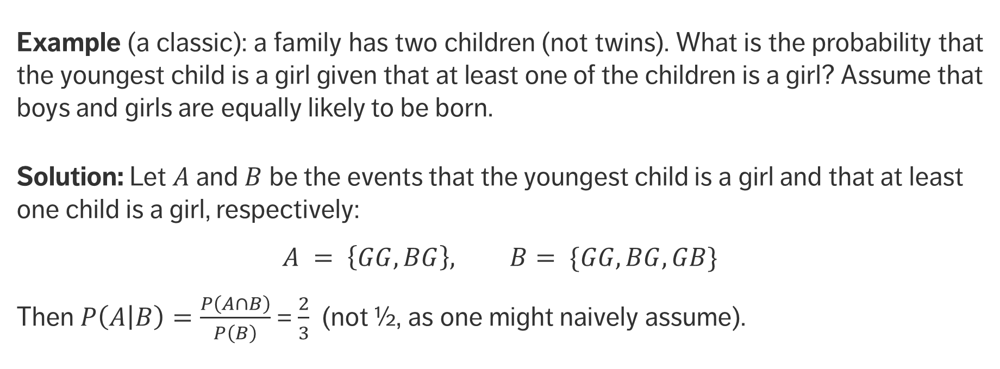 Example (a classic): a family has two children (not twins). What is the probability that
the youngest child is a girl given that at least one of the children is a girl? Assume that
boys and girls are equally likely to be born.
Solution: Let A and B be the events that the youngest child is a girl and that at least
one child is a girl, respectively:
A = {GG, BG},  B = {GG, BG, GB}
Then P(A|B) = P(A∩B)/P(B) = 2/3 (not ½, as one might naively assume).